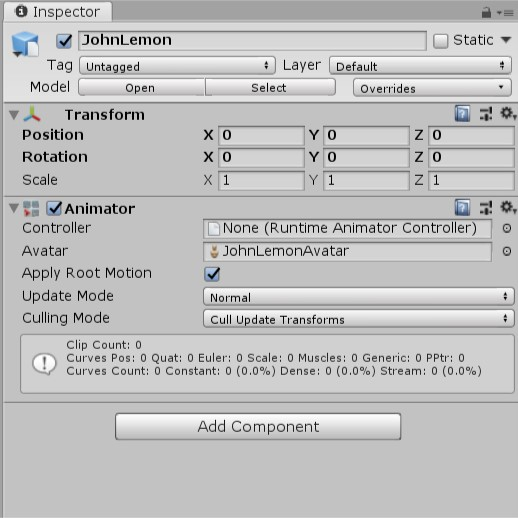 Inspector
JohnLemon Static
Tag Untagged Layer Default
Model Open Select Overrides
Transform
Position X 0 Y 0 Z 0
Rotation X 0 Y 0 Z 0
Scale X 1 Y 1 Z 1
Animator
Controller None (Runtime Animator Controller)
Avatar JohnLemonAvatar
Apply Root Motion
Update Mode Normal
Culling Mode Cull Update Transforms
Clip Count: 0
Curves Pos: 0 Quat: 0 Euler: 0 Scale: 0 Muscles: 0 Generic: 0 PPtr: 0
Curves Count: 0 Constant: 0 (0.0%) Dense: 0 (0.0%) Stream: 0 (0.0%)
Add Component